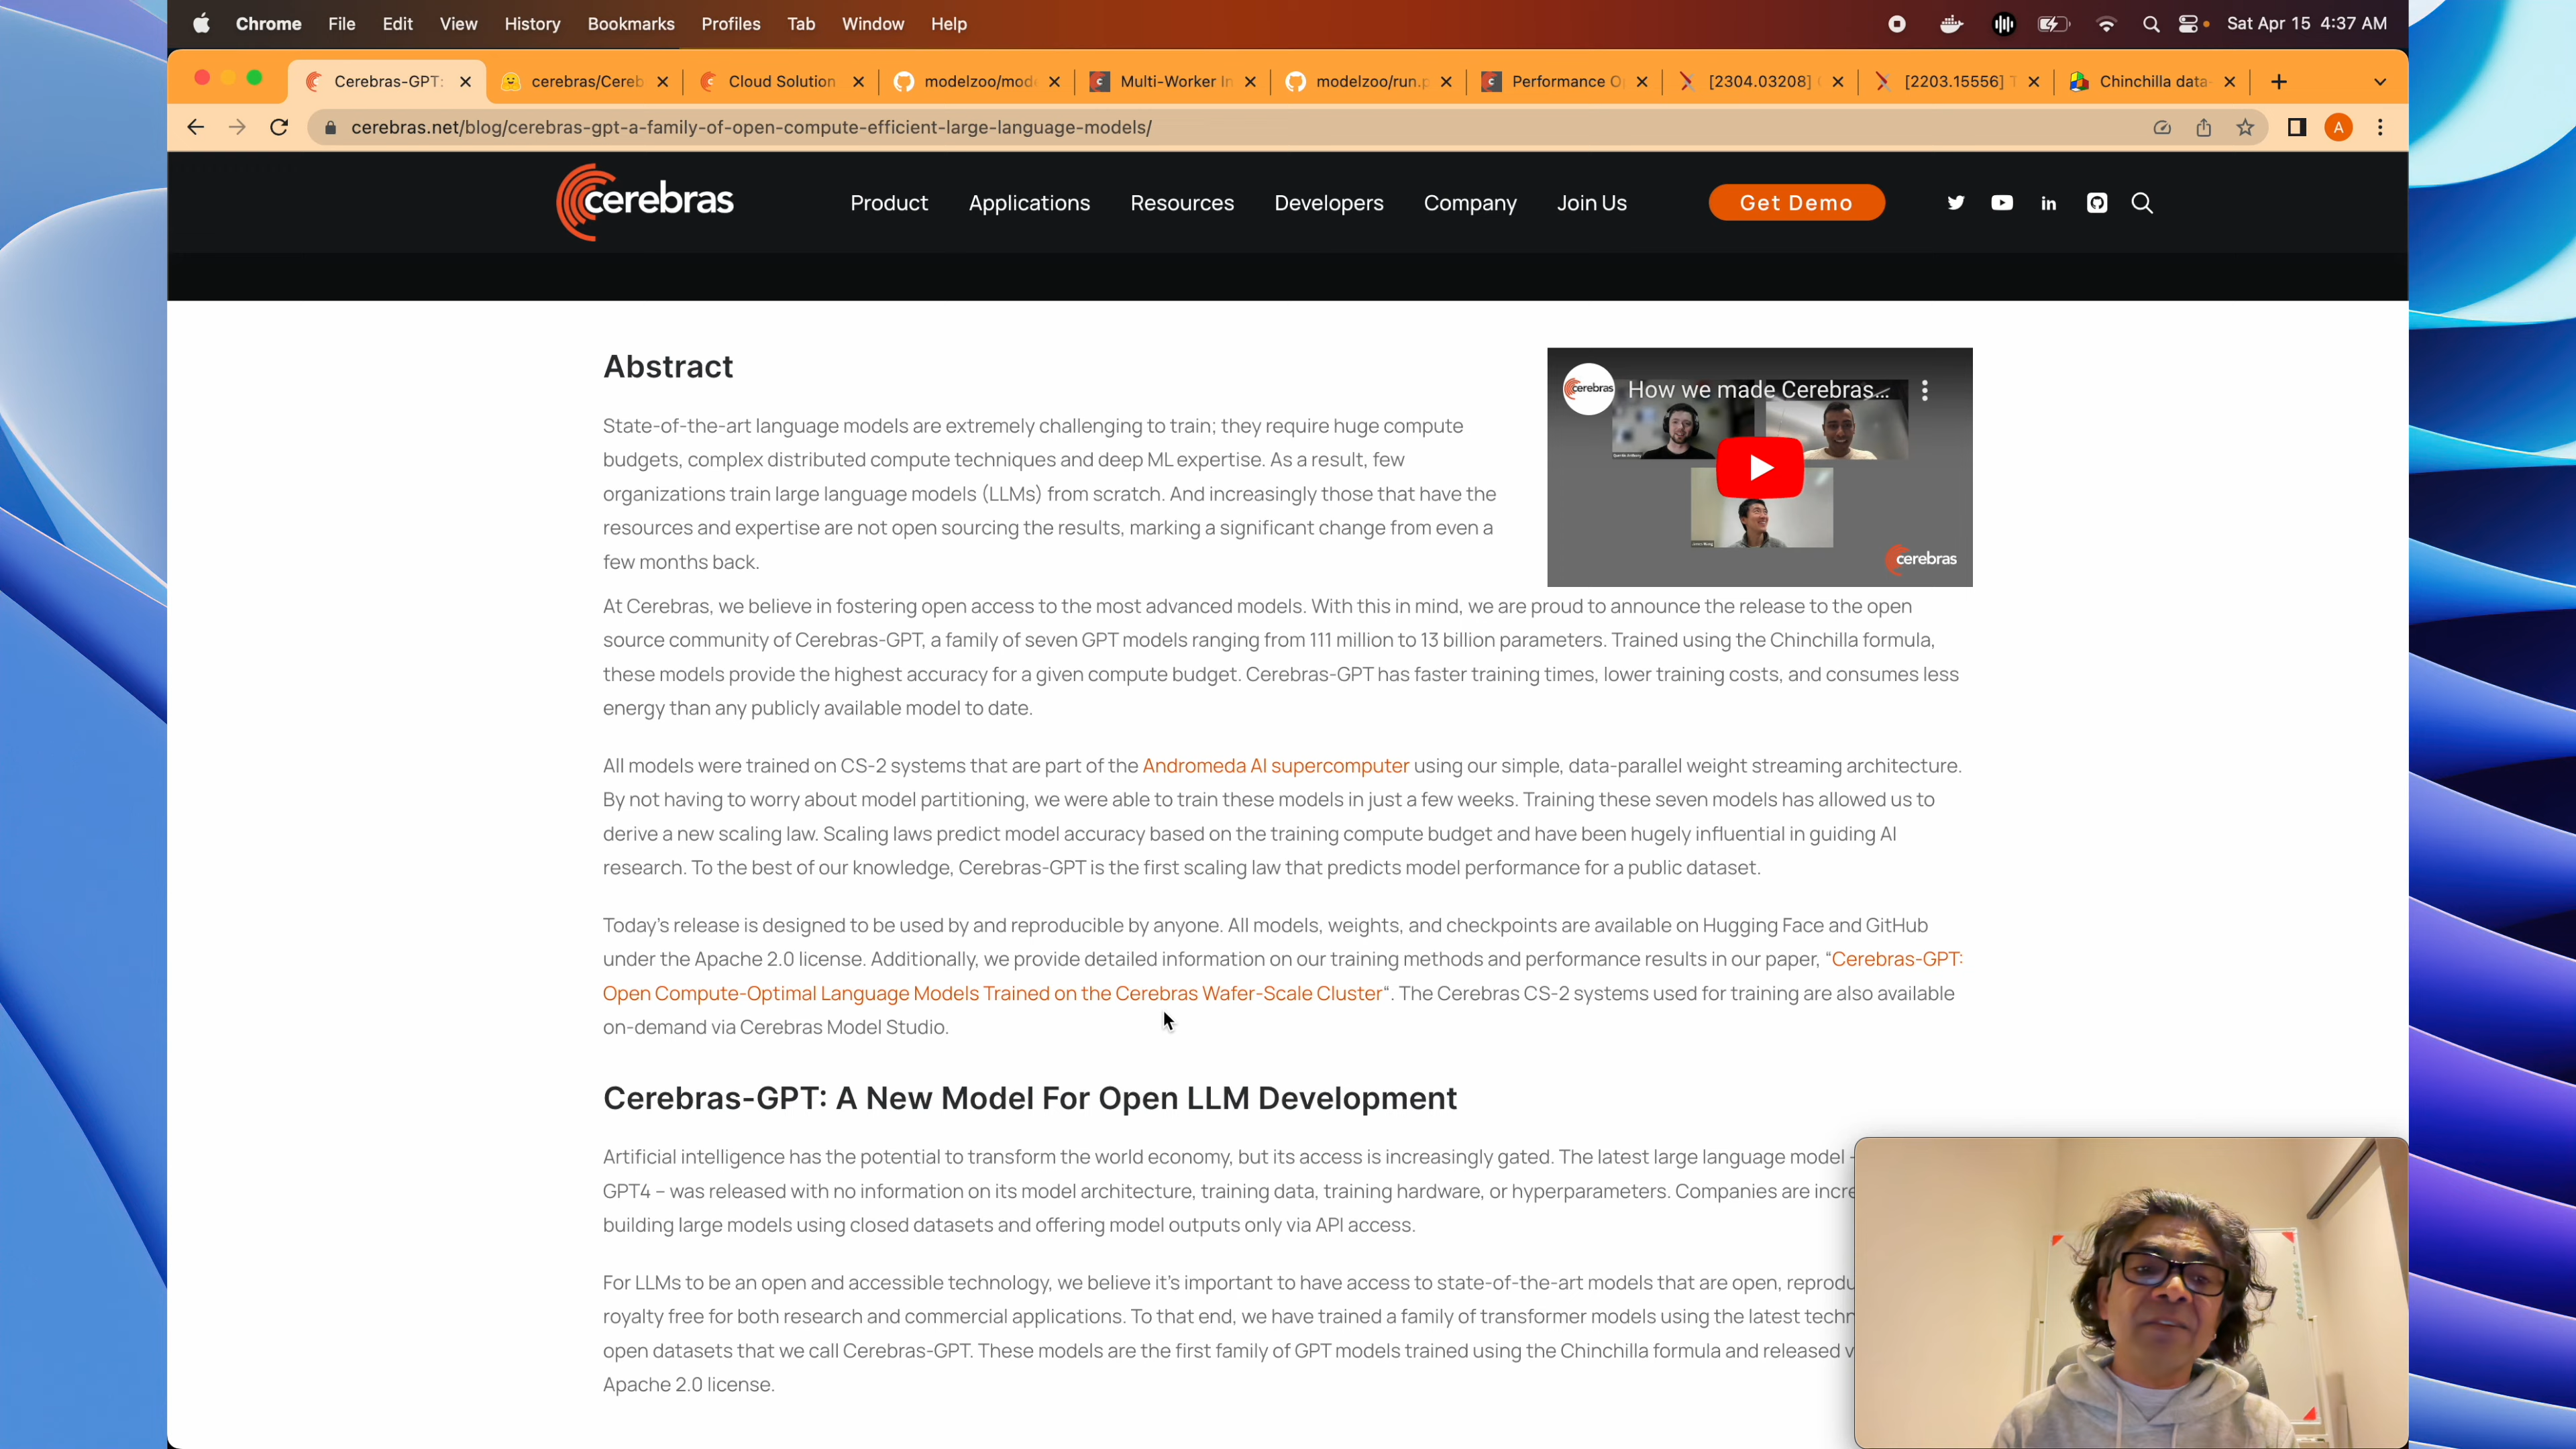 Chrome File Edit View History Bookmarks Profiles Tab Window Help Sat Apr 15 4:37 AM
Cerebras-GPT: cerebras/Cereb Cloud Solution modelzoo/mode Multi-Worker In modelzoo/run.p Performance O [2304.03208] [2203.15556] T Chinchilla data-
cerebras.net/blog/cerebras-gpt-a-family-of-open-compute-efficient-large-language-models/ A
cerebras Product Applications Resources Developers Company Join Us Get Demo
Abstract
State-of-the-art language models are extremely challenging to train; they require huge compute
budgets, complex distributed compute techniques and deep ML expertise. As a result, few
organizations train large language models (LLMs) from scratch. And increasingly those that have the
resources and expertise are not open sourcing the results, marking a significant change from even a
few months back.
cerebras How we made Cerebras...
cerebras
At Cerebras, we believe in fostering open access to the most advanced models. With this in mind, we are proud to announce the release to the open
source community of Cerebras-GPT, a family of seven GPT models ranging from 111 million to 13 billion parameters. Trained using the Chinchilla formula,
these models provide the highest accuracy for a given compute budget. Cerebras-GPT has faster training times, lower training costs, and consumes less
energy than any publicly available model to date.
All models were trained on CS-2 systems that are part of the Andromeda AI supercomputer using our simple, data-parallel weight streaming architecture.
By not having to worry about model partitioning, we were able to train these models in just a few weeks. Training these seven models has allowed us to
derive a new scaling law. Scaling laws predict model accuracy based on the training compute budget and have been hugely influential in guiding AI
research. To the best of our knowledge, Cerebras-GPT is the first scaling law that predicts model performance for a public dataset.
Today's release is designed to be used by and reproducible by anyone. All models, weights, and checkpoints are available on Hugging Face and GitHub
under the Apache 2.0 license. Additionally, we provide detailed information on our training methods and performance results in our paper, “Cerebras-GPT:
Open Compute-Optimal Language Models Trained on the Cerebras Wafer-Scale Cluster“. The Cerebras CS-2 systems used for training are also available
on-demand via Cerebras Model Studio.
Cerebras-GPT: A New Model For Open LLM Development
Artificial intelligence has the potential to transform the world economy, but its access is increasingly gated. The latest large language model –
GPT4 – was released with no information on its model architecture, training data, training hardware, or hyperparameters. Companies are incre
building large models using closed datasets and offering model outputs only via API access.
For LLMs to be an open and accessible technology, we believe it's important to have access to state-of-the-art models that are open, reprodu
royalty free for both research and commercial applications. To that end, we have trained a family of transformer models using the latest techn
open datasets that we call Cerebras-GPT. These models are the first family of GPT models trained using the Chinchilla formula and released v
Apache 2.0 license.